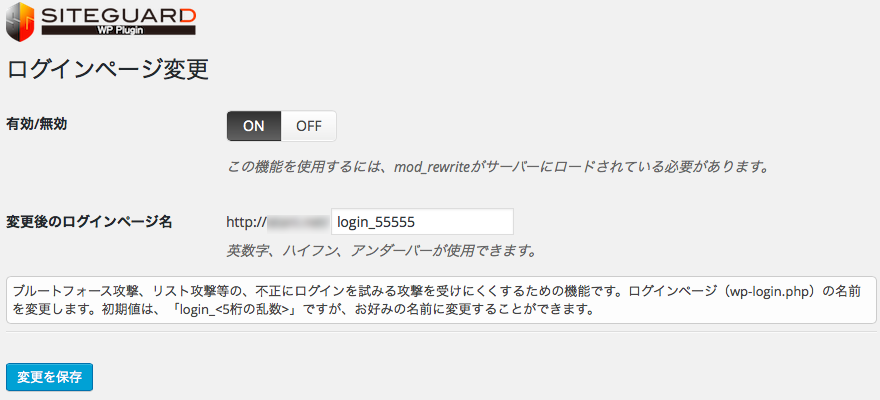 SITEGUARD
WP Plugin
ログインページ変更
有効/無効
ON OFF
この機能を使用するには、mod_rewriteがサーバーにロードされている必要があります。
変更後のログインページ名 http:// login_55555
英数字、ハイフン、アンダーバーが使用できます。
ブルートフォース攻撃、リスト攻撃等の、不正にログインを試みる攻撃を受けにくくするための機能です。ログインページ（wp-login.php）の名前
を変更します。初期値は、「login_<5桁の乱数>」ですが、お好みの名前に変更することができます。
変更を保存